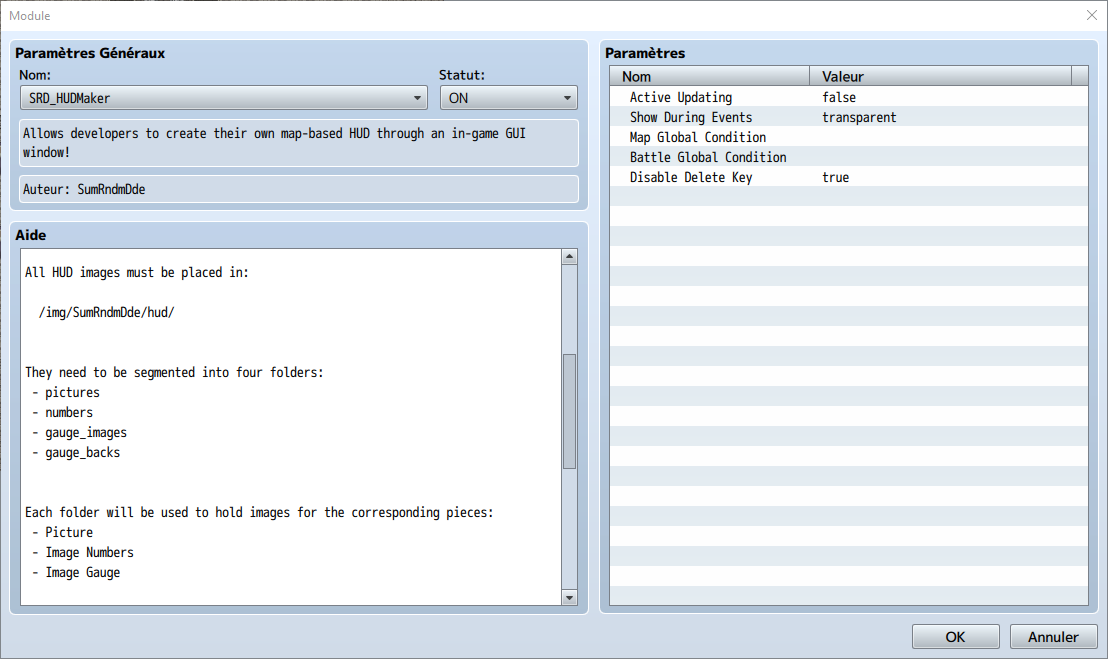 Module
Paramètres Généraux
Nom:
Statut:
SRD_HUDMaker
ON
Allows developers to create their own map-based HUD through an in-game GUI
window!
Auteur: SumRndmDde
Aide
All HUD images must be placed in:
/img/SumRndmDde/hud/
They need to be segmented into four folders:
- pictures
- numbers
- gauge_images
- gauge_backs
Each folder will be used to hold images for the corresponding pieces:
- Picture
- Image Numbers
- Image Gauge
Paramètres
Nom Valeur
Active Updating false
Show During Events transparent
Map Global Condition
Battle Global Condition
Disable Delete Key true
OK
Annuler